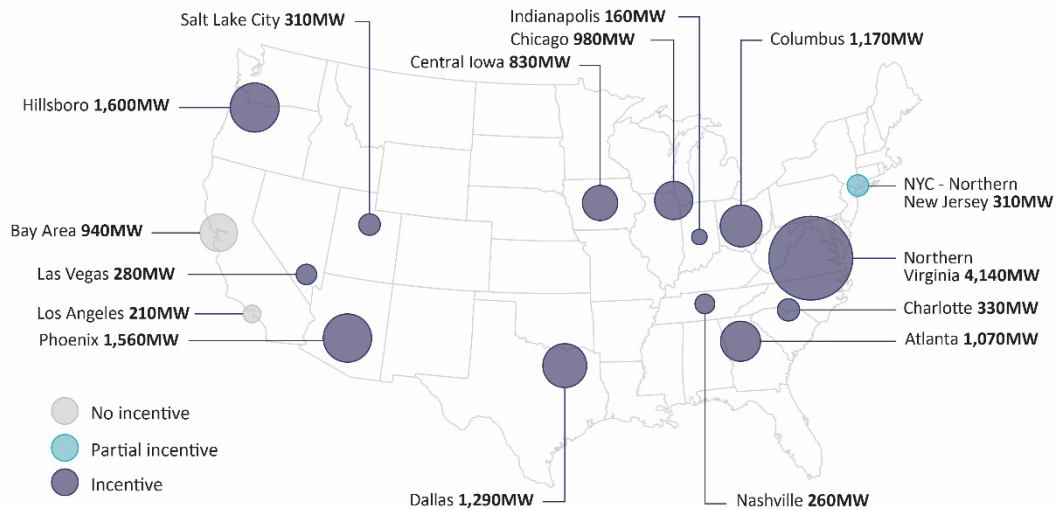 Salt Lake City 310MW
Indianapolis 160MW
Chicago 980MW
Central Iowa 830MW
Columbus 1,170MW
Hillsboro 1,600MW
NYC - Northern
New Jersey 310MW
Bay Area 940MW
Las Vegas 280MW
Northern
Virginia 4,140MW
Los Angeles 210MW
Charlotte 330MW
Phoenix 1,560MW
Atlanta 1,070MW
No incentive
Partial incentive
Incentive
Dallas 1,290MW
Nashville 260MW